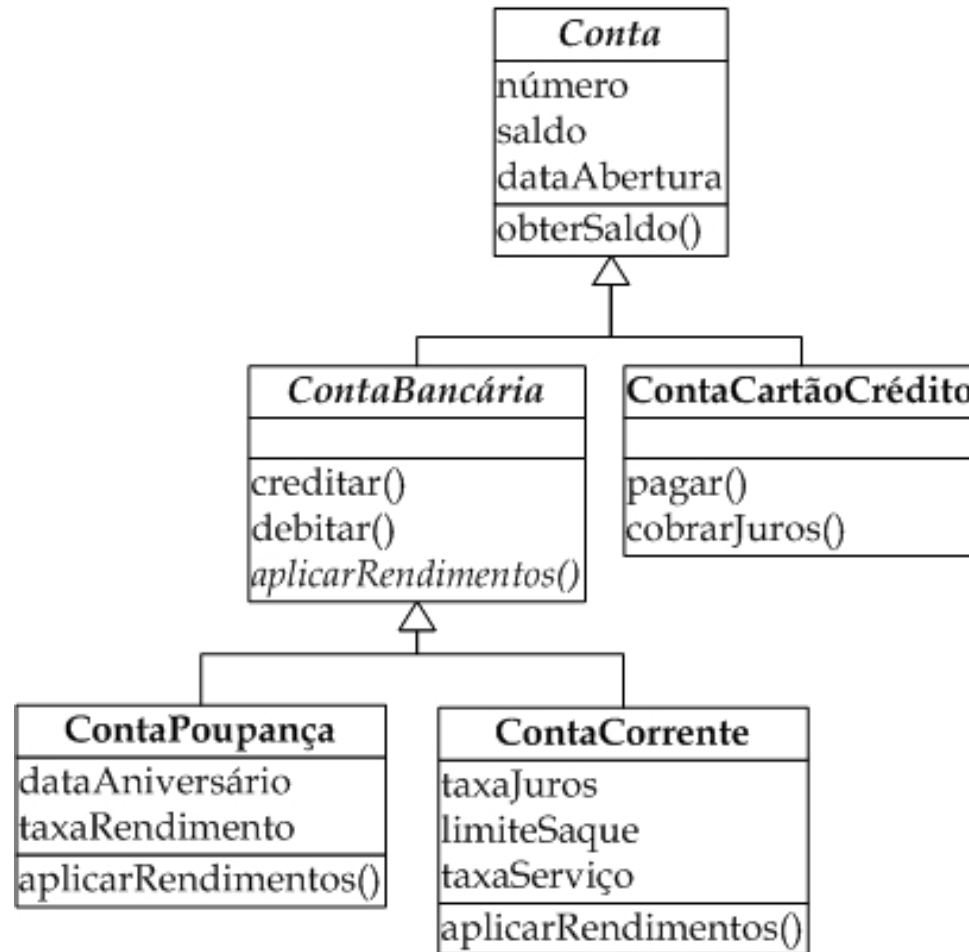 Conta
número
saldo
dataAbertura
obterSaldo()
ContaBancária
creditar()
debitar()
aplicarRendimentos()
ContaCartãoCrédito
pagar()
cobrarJuros()
ContaPoupança
dataAniversário
taxaRendimento
aplicarRendimentos()
ContaCorrente
taxaJuros
limiteSaque
taxaServiço
aplicarRendimentos()